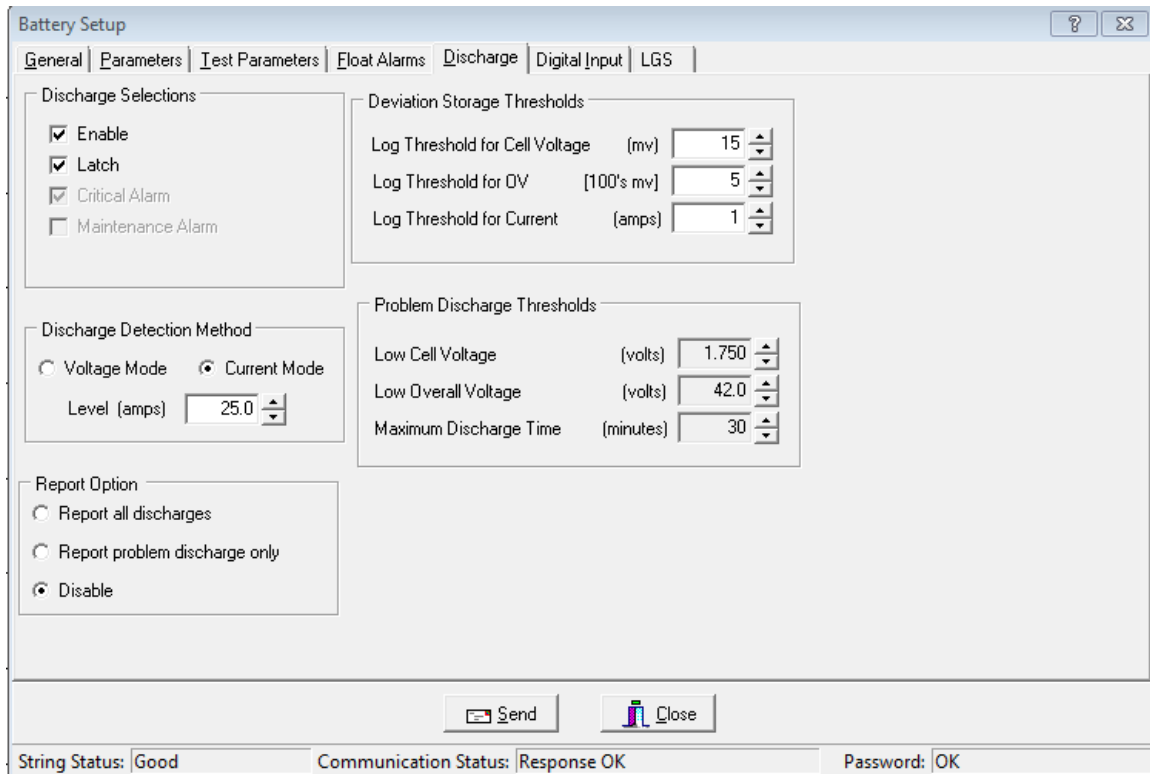 Battery Setup
General Parameters Test Parameters Float Alarms Discharge Digital Input LGS
Discharge Selections
Enable
Latch
Critical Alarm
Maintenance Alarm
Deviation Storage Thresholds
Log Threshold for Cell Voltage (mv) 15
Log Threshold for OV [100's mv] 5
Log Threshold for Current (amps) 1
Discharge Detection Method
Voltage Mode Current Mode
Level (amps) 25.0
Problem Discharge Thresholds
Low Cell Voltage (volts) 1.750
Low Overall Voltage (volts) 42.0
Maximum Discharge Time (minutes) 30
Report Option
Report all discharges
Report problem discharge only
Disable
Send Close
String Status: Good Communication Status: Response OK Password: OK